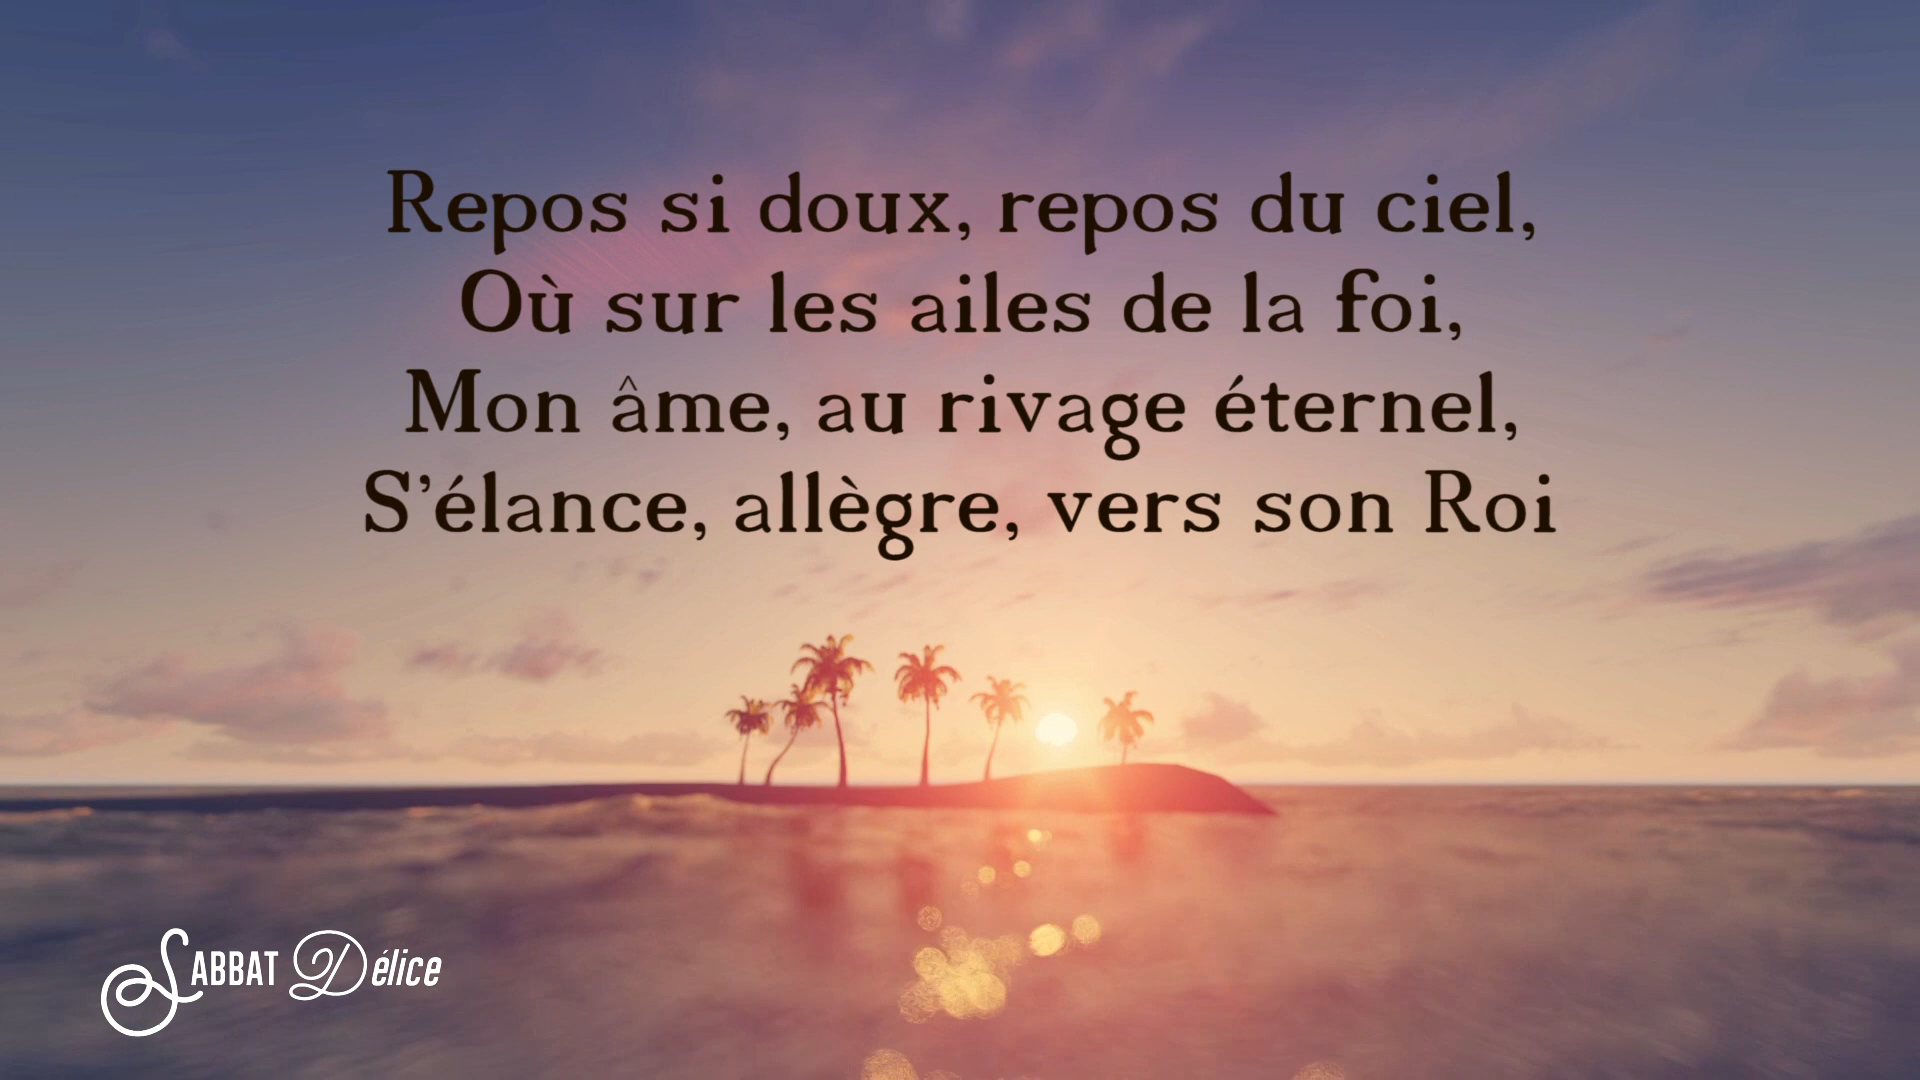 Repos si doux, repos du ciel,
Où sur les ailes de la foi,
Mon âme, au rivage éternel,
S’élance, allègre, vers son Roi
SABBAT Délice